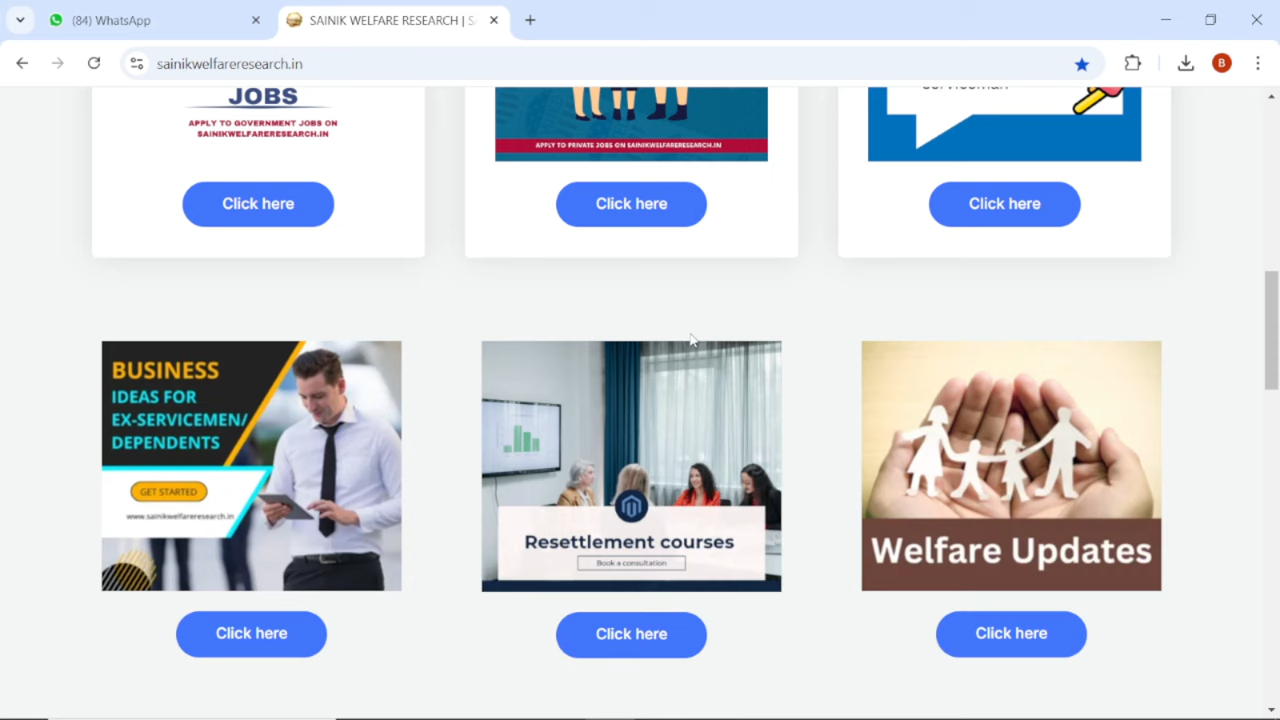 (84) WhatsApp
SAINIK WELFARE RESEARCH | S
sainikwelfareresearch.in
B
JOBS
APPLY TO GOVERNMENT JOBS ON
SAINIKWELFARERESEARCH.IN
APPLY TO PRIVATE JOBS ON SAINIKWELFARERESEARCH.IN
Click here
Click here
Click here
BUSINESS
IDEAS FOR
EX-SERVICEMEN/
DEPENDENTS
GET STARTED
www.sainikwelfareresearch.in
Resettlement courses
Book a consultation
Welfare Updates
Click here
Click here
Click here